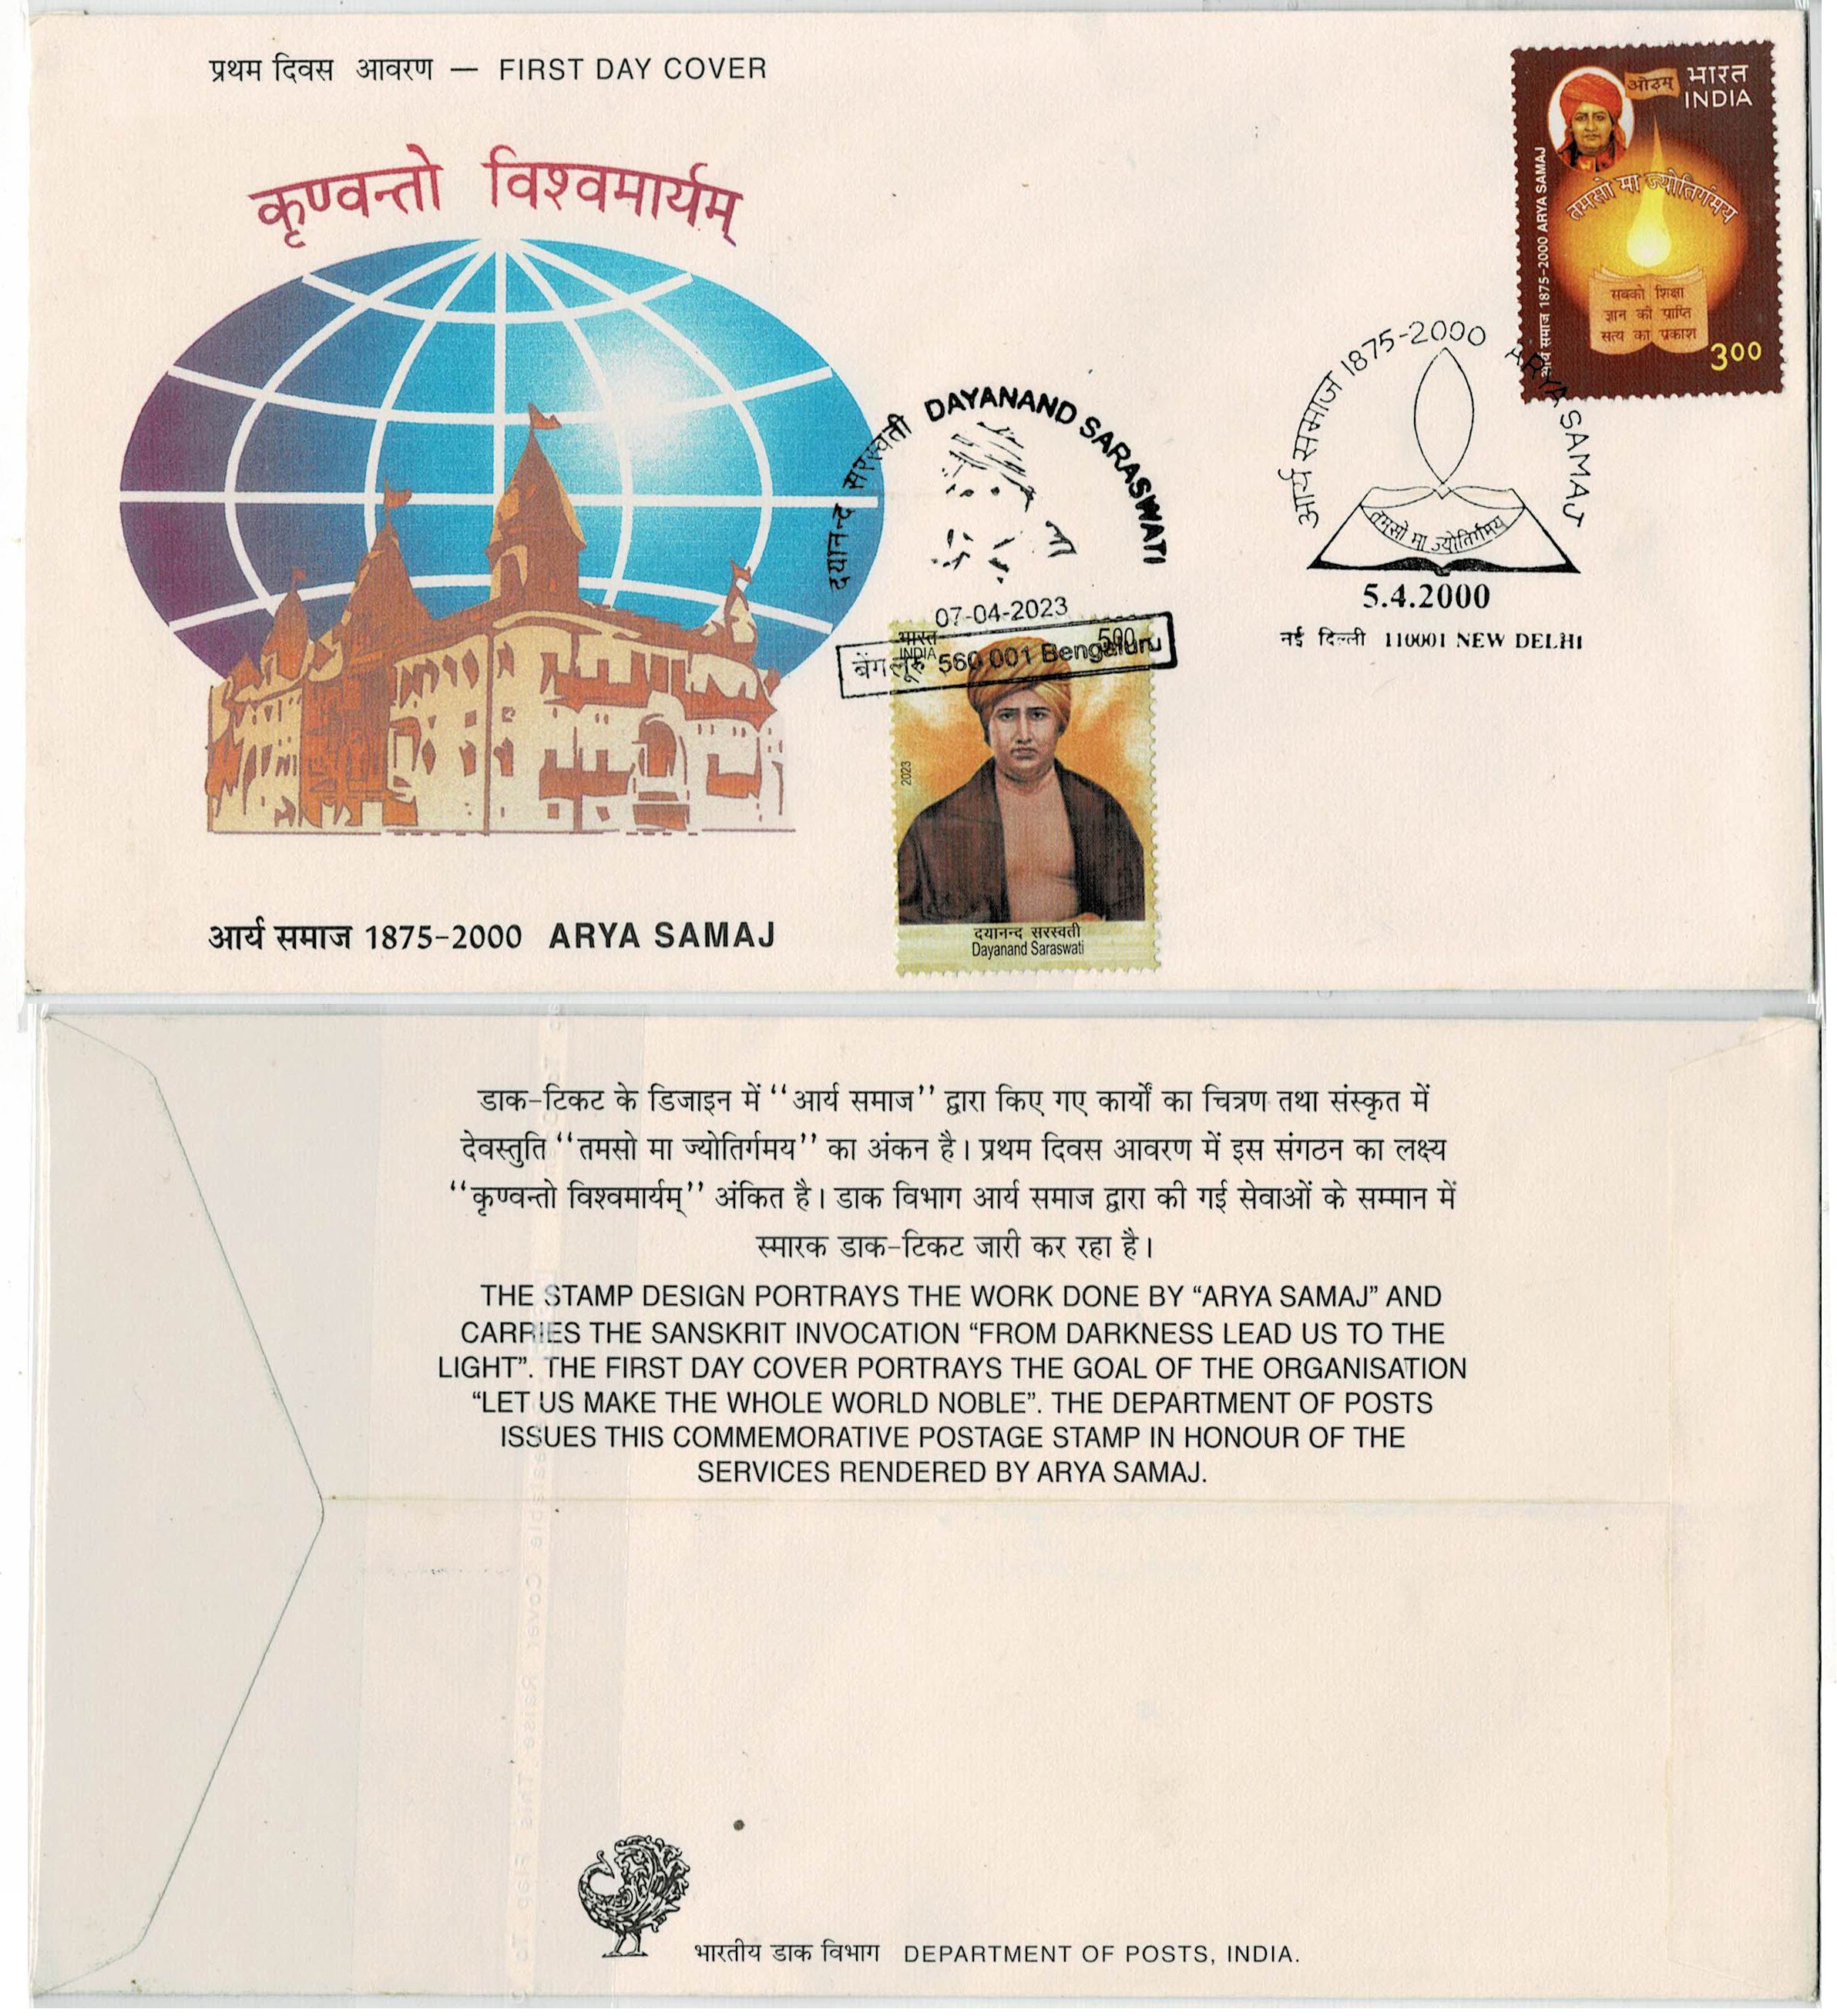 प्रथम दिवस आवरण — FIRST DAY COVER
कृण्वन्तो विश्वमार्यम्
ओ३म्
भारत
INDIA
आर्य समाज 1875-2000 ARYA SAMAJ
तमसो मा ज्योतिर्गमय
सबको शिक्षा
ज्ञान की प्राप्ति
सत्य का प्रकाश
300
आर्य समाज 1875-2000 ARYA SAMAJ
तमसो मा ज्योतिर्गमय
5.4.2000
नई दिल्ली 110001 NEW DELHI
दयानन्द सरस्वती DAYANAND SARASWATI
07-04-2023
बेंगलूरु 560 001 Bengaluru
भारत
INDIA
500
2023
दयानन्द सरस्वती
Dayanand Saraswati
आर्य समाज 1875-2000 ARYA SAMAJ
डाक-टिकट के डिजाइन में ‘‘आर्य समाज’’ द्वारा किए गए कार्यों का चित्रण तथा संस्कृत में
देवस्तुति ‘‘तमसो मा ज्योतिर्गमय’’ का अंकन है। प्रथम दिवस आवरण में इस संगठन का लक्ष्य
‘‘कृण्वन्तो विश्वमार्यम्’’ अंकित है। डाक विभाग आर्य समाज द्वारा की गई सेवाओं के सम्मान में
स्मारक डाक-टिकट जारी कर रहा है।
THE STAMP DESIGN PORTRAYS THE WORK DONE BY “ARYA SAMAJ” AND
CARRIES THE SANSKRIT INVOCATION “FROM DARKNESS LEAD US TO THE
LIGHT”. THE FIRST DAY COVER PORTRAYS THE GOAL OF THE ORGANISATION
“LET US MAKE THE WHOLE WORLD NOBLE”. THE DEPARTMENT OF POSTS
ISSUES THIS COMMEMORATIVE POSTAGE STAMP IN HONOUR OF THE
SERVICES RENDERED BY ARYA SAMAJ.
Cover Raise This Flap To
भारतीय डाक विभाग DEPARTMENT OF POSTS, INDIA.